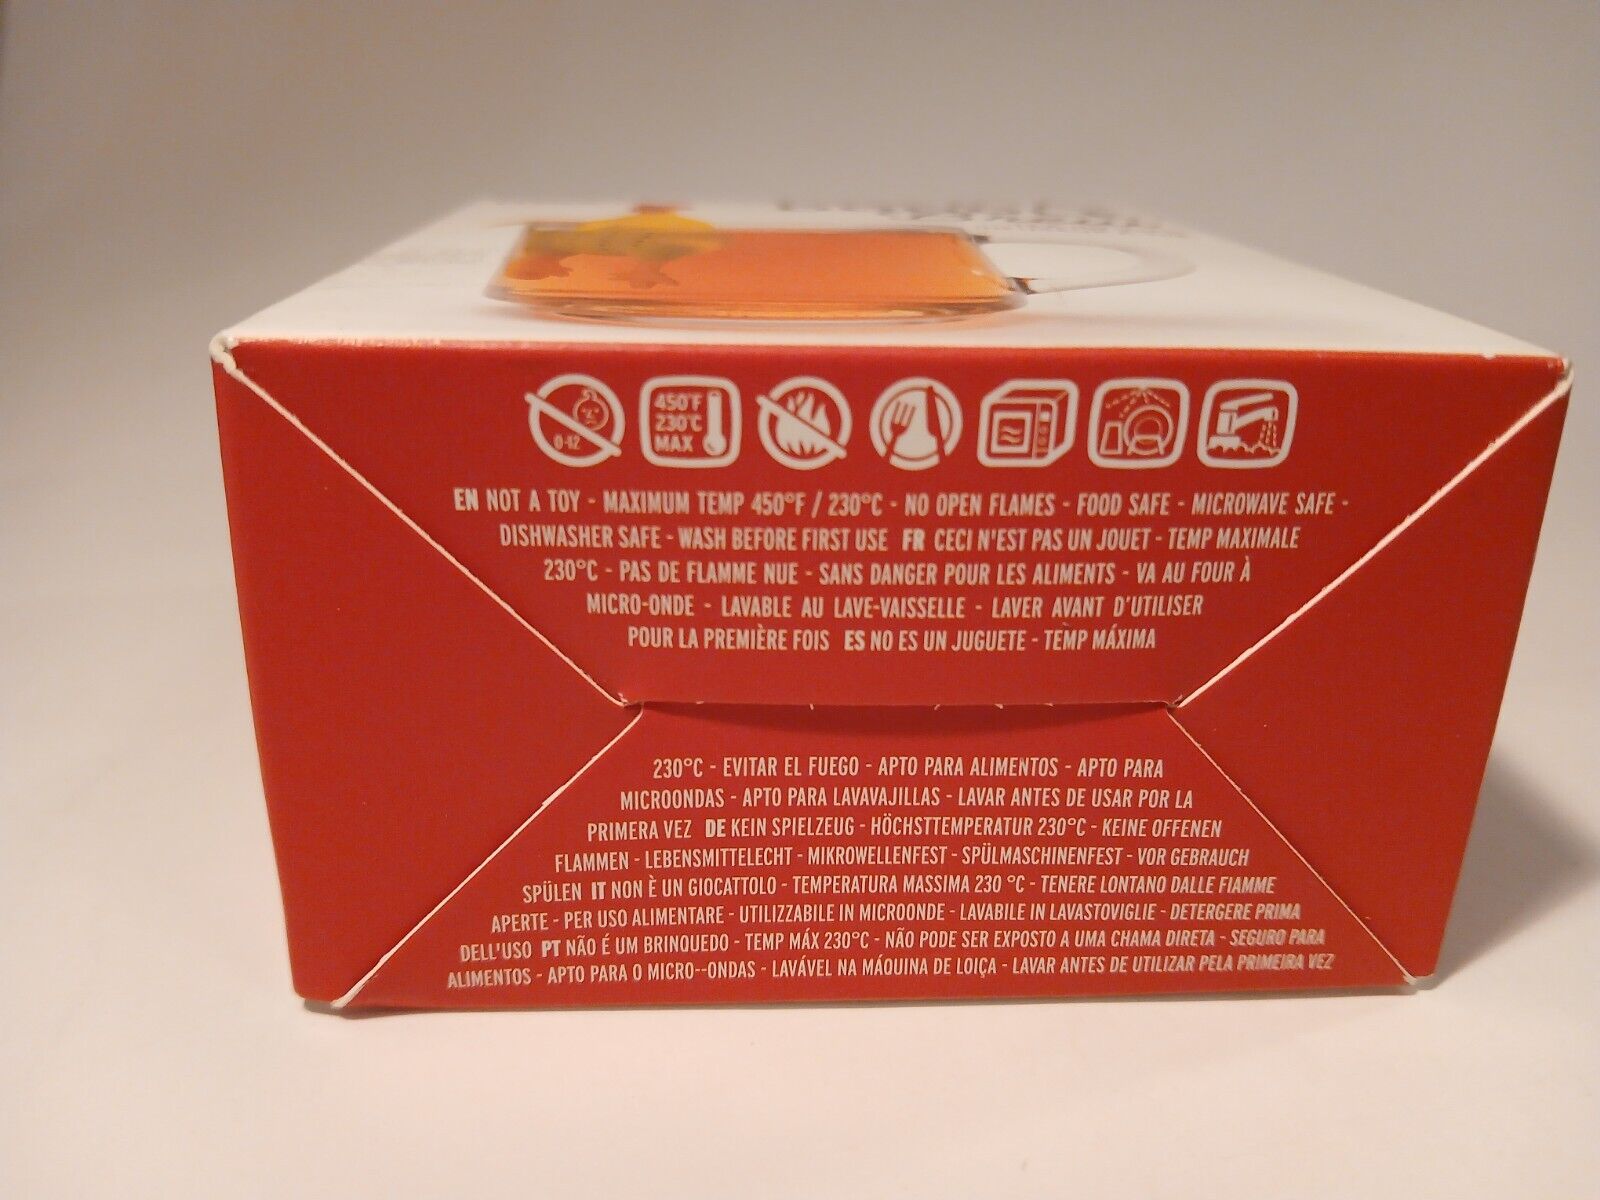 0-12
450°F
230°C
MAX
EN NOT A TOY - MAXIMUM TEMP 450°F / 230°C - NO OPEN FLAMES - FOOD SAFE - MICROWAVE SAFE -
DISHWASHER SAFE - WASH BEFORE FIRST USE FR CECI N'EST PAS UN JOUET - TEMP MAXIMALE
230°C - PAS DE FLAMME NUE - SANS DANGER POUR LES ALIMENTS - VA AU FOUR À
MICRO-ONDE - LAVABLE AU LAVE-VAISSELLE - LAVER AVANT D'UTILISER
POUR LA PREMIÈRE FOIS ES NO ES UN JUGUETE - TEMP MÁXIMA
230°C - EVITAR EL FUEGO - APTO PARA ALIMENTOS - APTO PARA
MICROONDAS - APTO PARA LAVAVAJILLAS - LAVAR ANTES DE USAR POR LA
PRIMERA VEZ DE KEIN SPIELZEUG - HÖCHSTTEMPERATUR 230°C - KEINE OFFENEN
FLAMMEN - LEBENSMITTELECHT - MIKROWELLENFEST - SPÜLMASCHINENFEST - VOR GEBRAUCH
SPÜLEN IT NON È UN GIOCATTOLO - TEMPERATURA MASSIMA 230 °C - TENERE LONTANO DALLE FIAMME
APERTE - PER USO ALIMENTARE - UTILIZZABILE IN MICROONDE - LAVABILE IN LAVASTOVIGLIE - DETERGERE PRIMA
DELL'USO PT NÃO É UM BRINQUEDO - TEMP MÁX 230°C - NÃO PODE SER EXPOSTO A UMA CHAMA DIRETA - SEGURO PARA
ALIMENTOS - APTO PARA O MICRO--ONDAS - LAVÁVEL NA MÁQUINA DE LOIÇA - LAVAR ANTES DE UTILIZAR PELA PRIMEIRA VEZ